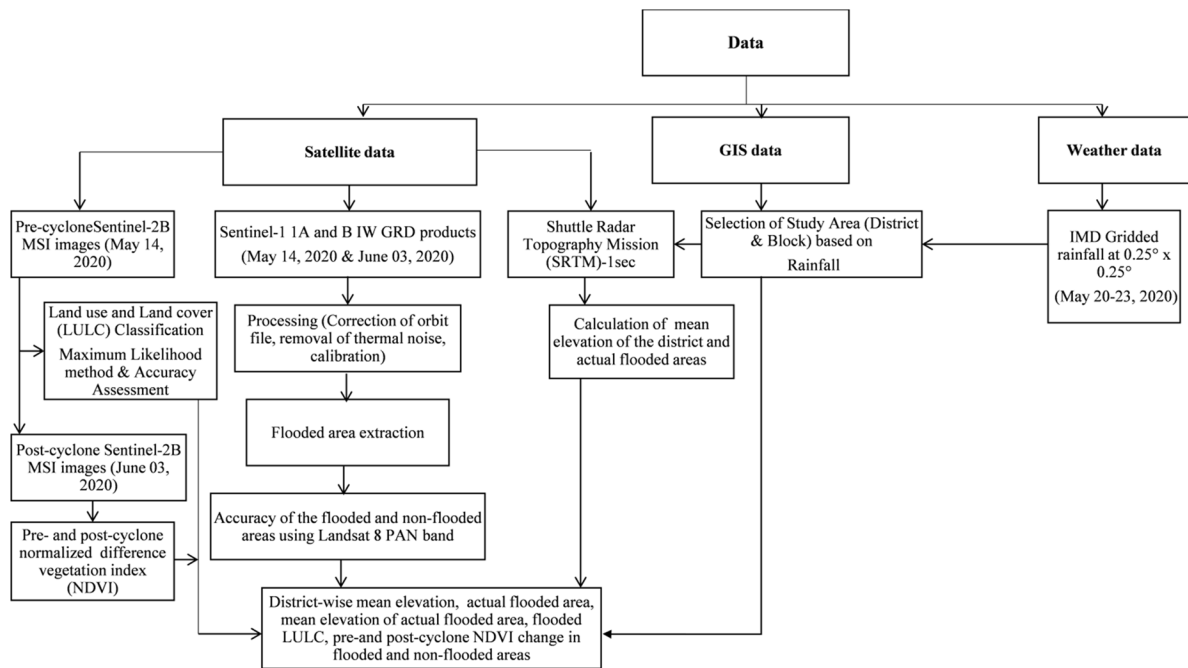 Data
Satellite data
GIS data
Weather data
Pre-cycloneSentinel-2B
MSI images (May 14,
2020)
Sentinel-1 1A and B IW GRD products
(May 14, 2020 & June 03, 2020)
Shuttle Radar
Topography Mission
(SRTM)-1sec
Selection of Study Area (District
& Block) based on
Rainfall
IMD Gridded
rainfall at 0.25° x
0.25°
(May 20-23, 2020)
Land use and Land cover
(LULC) Classification
Maximum Likelihood
method & Accuracy
Assessment
Processing (Correction of orbit
file, removal of thermal noise,
calibration)
Calculation of mean
elevation of the district and
actual flooded areas
Flooded area extraction
Post-cyclone Sentinel-2B
MSI images (June 03,
2020)
Accuracy of the flooded and non-flooded
areas using Landsat 8 PAN band
Pre- and post-cyclone
normalized difference
vegetation index
(NDVI)
District-wise mean elevation, actual flooded area,
mean elevation of actual flooded area, flooded
LULC, pre-and post-cyclone NDVI change in
flooded and non-flooded areas